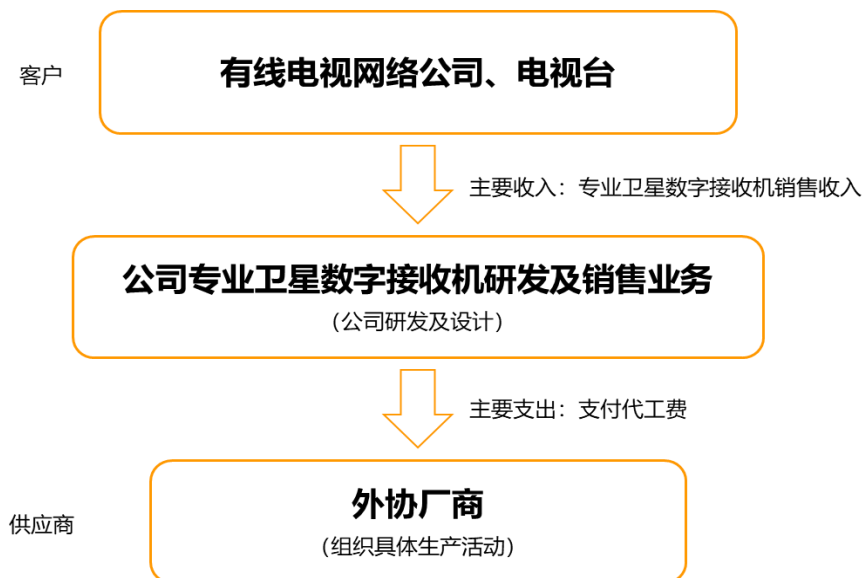 客户
有线电视网络公司、电视台
主要收入：专业卫星数字接收机销售收入
公司专业卫星数字接收机研发及销售业务
（公司研发及设计）
主要支出：支付代工费
供应商
外协厂商
（组织具体生产活动）